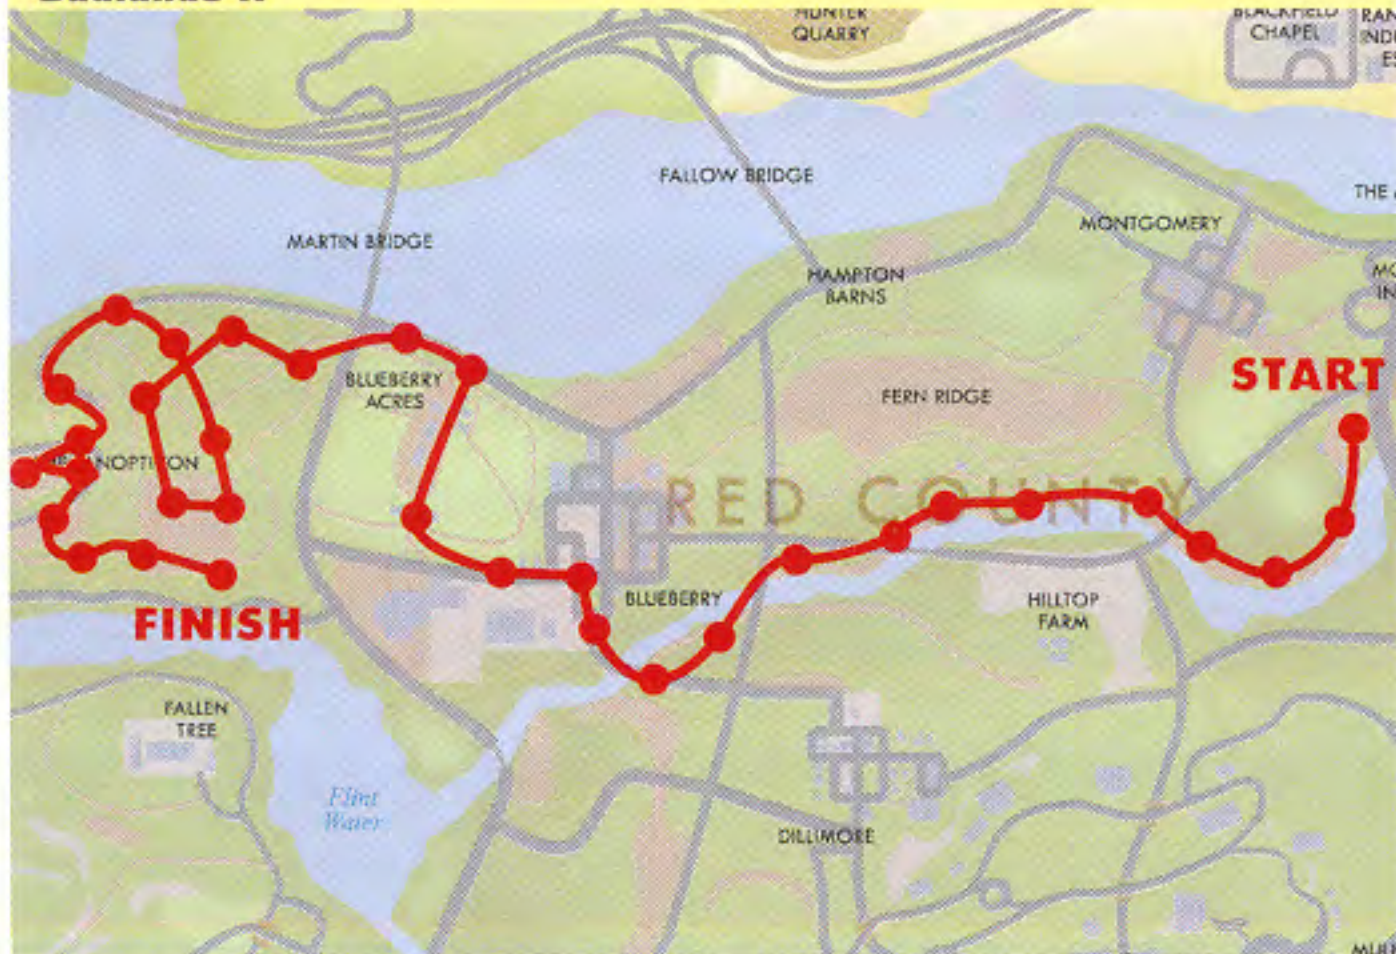 HUNTER
QUARRY
BLACKFIELD
CHAPEL
FALLOW BRIDGE
THE
MARTIN BRIDGE
MONTGOMERY
HAMPTON
BARNS
START
BLUEBERRY
ACRES
FERN RIDGE
RED COUNTY
BLUEBERRY
HILLTOP
FARM
FINISH
FALLEN
TREE
Flint
Water
DILLIMORE